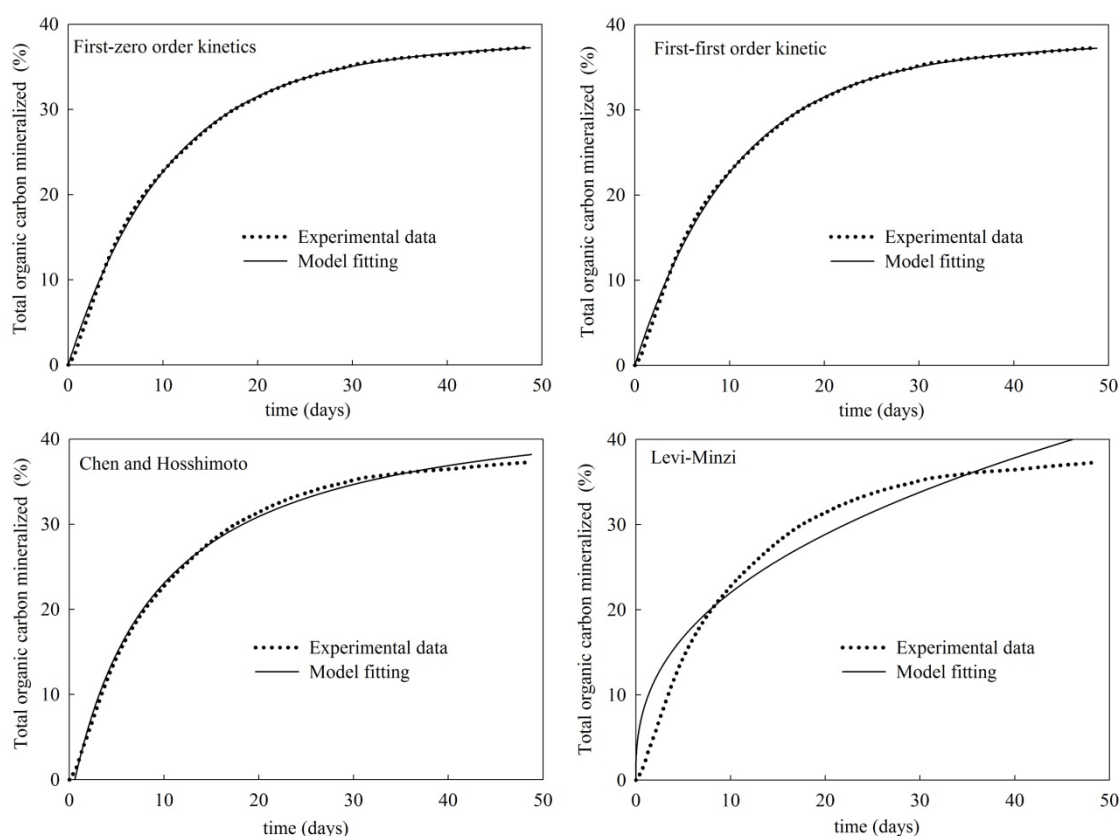 First-zero order kinetics
Total organic carbon mineralized (%)
40
30
20
10
0
Experimental data
Model fitting
0 10 20 30 40 50
time (days)
First-first order kinetic
Total organic carbon mineralized (%)
40
30
20
10
0
Experimental data
Model fitting
0 10 20 30 40 50
time (days)
Chen and Hosshimoto
Total organic carbon mineralized (%)
40
30
20
10
0
Experimental data
Model fitting
0 10 20 30 40 50
time (days)
Levi-Minzi
Total organic carbon mineralized (%)
40
30
20
10
0
Experimental data
Model fitting
0 10 20 30 40 50
time (days)